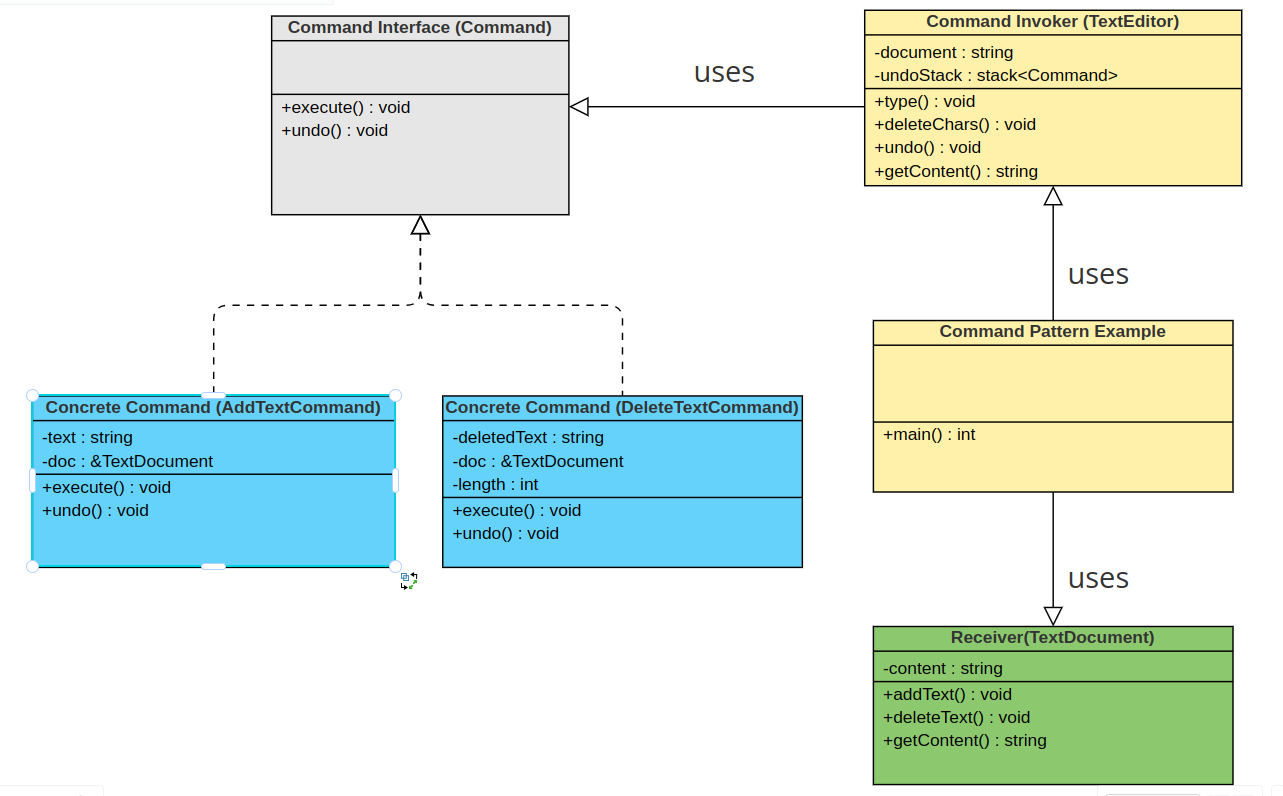 Command Interface (Command)
+execute() : void
+undo() : void
uses
Command Invoker (TextEditor)
-document : string
-undoStack : stack<Command>
+type() : void
+deleteChars() : void
+undo() : void
+getContent() : string
uses
Command Pattern Example
+main() : int
Concrete Command (AddTextCommand)
-text : string
-doc : &TextDocument
+execute() : void
+undo() : void
Concrete Command (DeleteTextCommand)
-deletedText : string
-doc : &TextDocument
-length : int
+execute() : void
+undo() : void
uses
Receiver(TextDocument)
-content : string
+addText() : void
+deleteText() : void
+getContent() : string